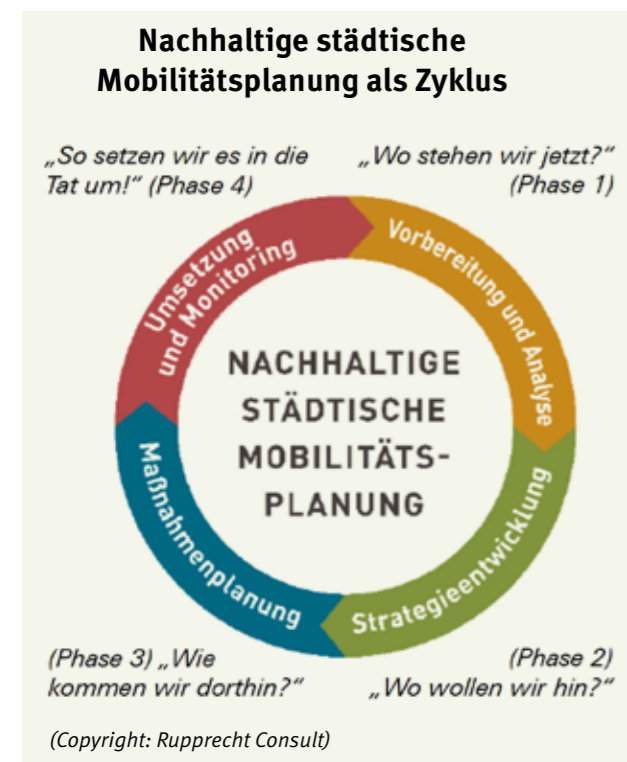 Nachhaltige städtische
Mobilitätsplanung als Zyklus
„So setzen wir es in die
Tat um!“ (Phase 4)
„Wo stehen wir jetzt?“
(Phase 1)
Umsetzung
und Monitoring
Vorbereitung und Analyse
NACHHALTIGE
STÄDTISCHE
MOBILITÄTS-
PLANUNG
Maßnahmenplanung
Strategieentwicklung
(Phase 3) „Wie
kommen wir dorthin?“
(Phase 2)
„Wo wollen wir hin?“
(Copyright: Rupprecht Consult)